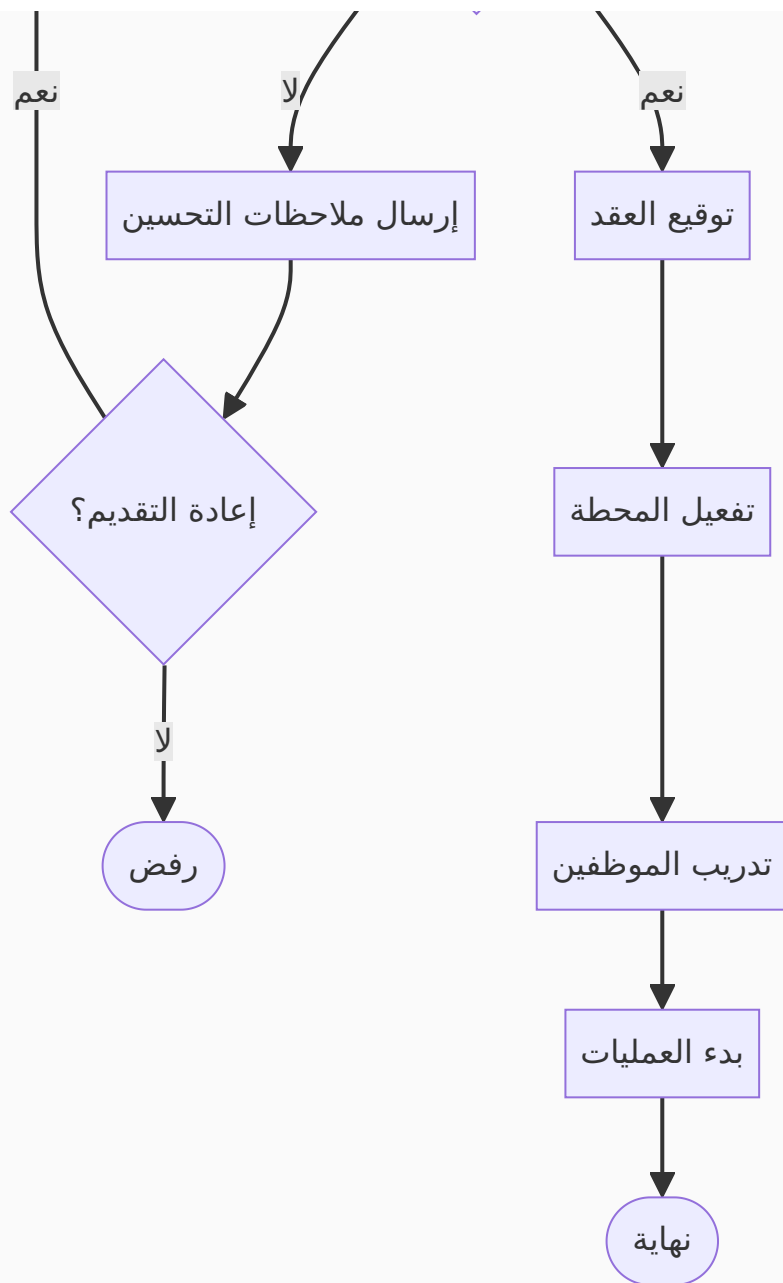 نعم
لا
نعم
توقيع العقد
إرسال ملاحظات التحسين
تفعيل المحطة
إعادة التقديم؟
لا
تدريب الموظفين
رفض
بدء العمليات
نهاية